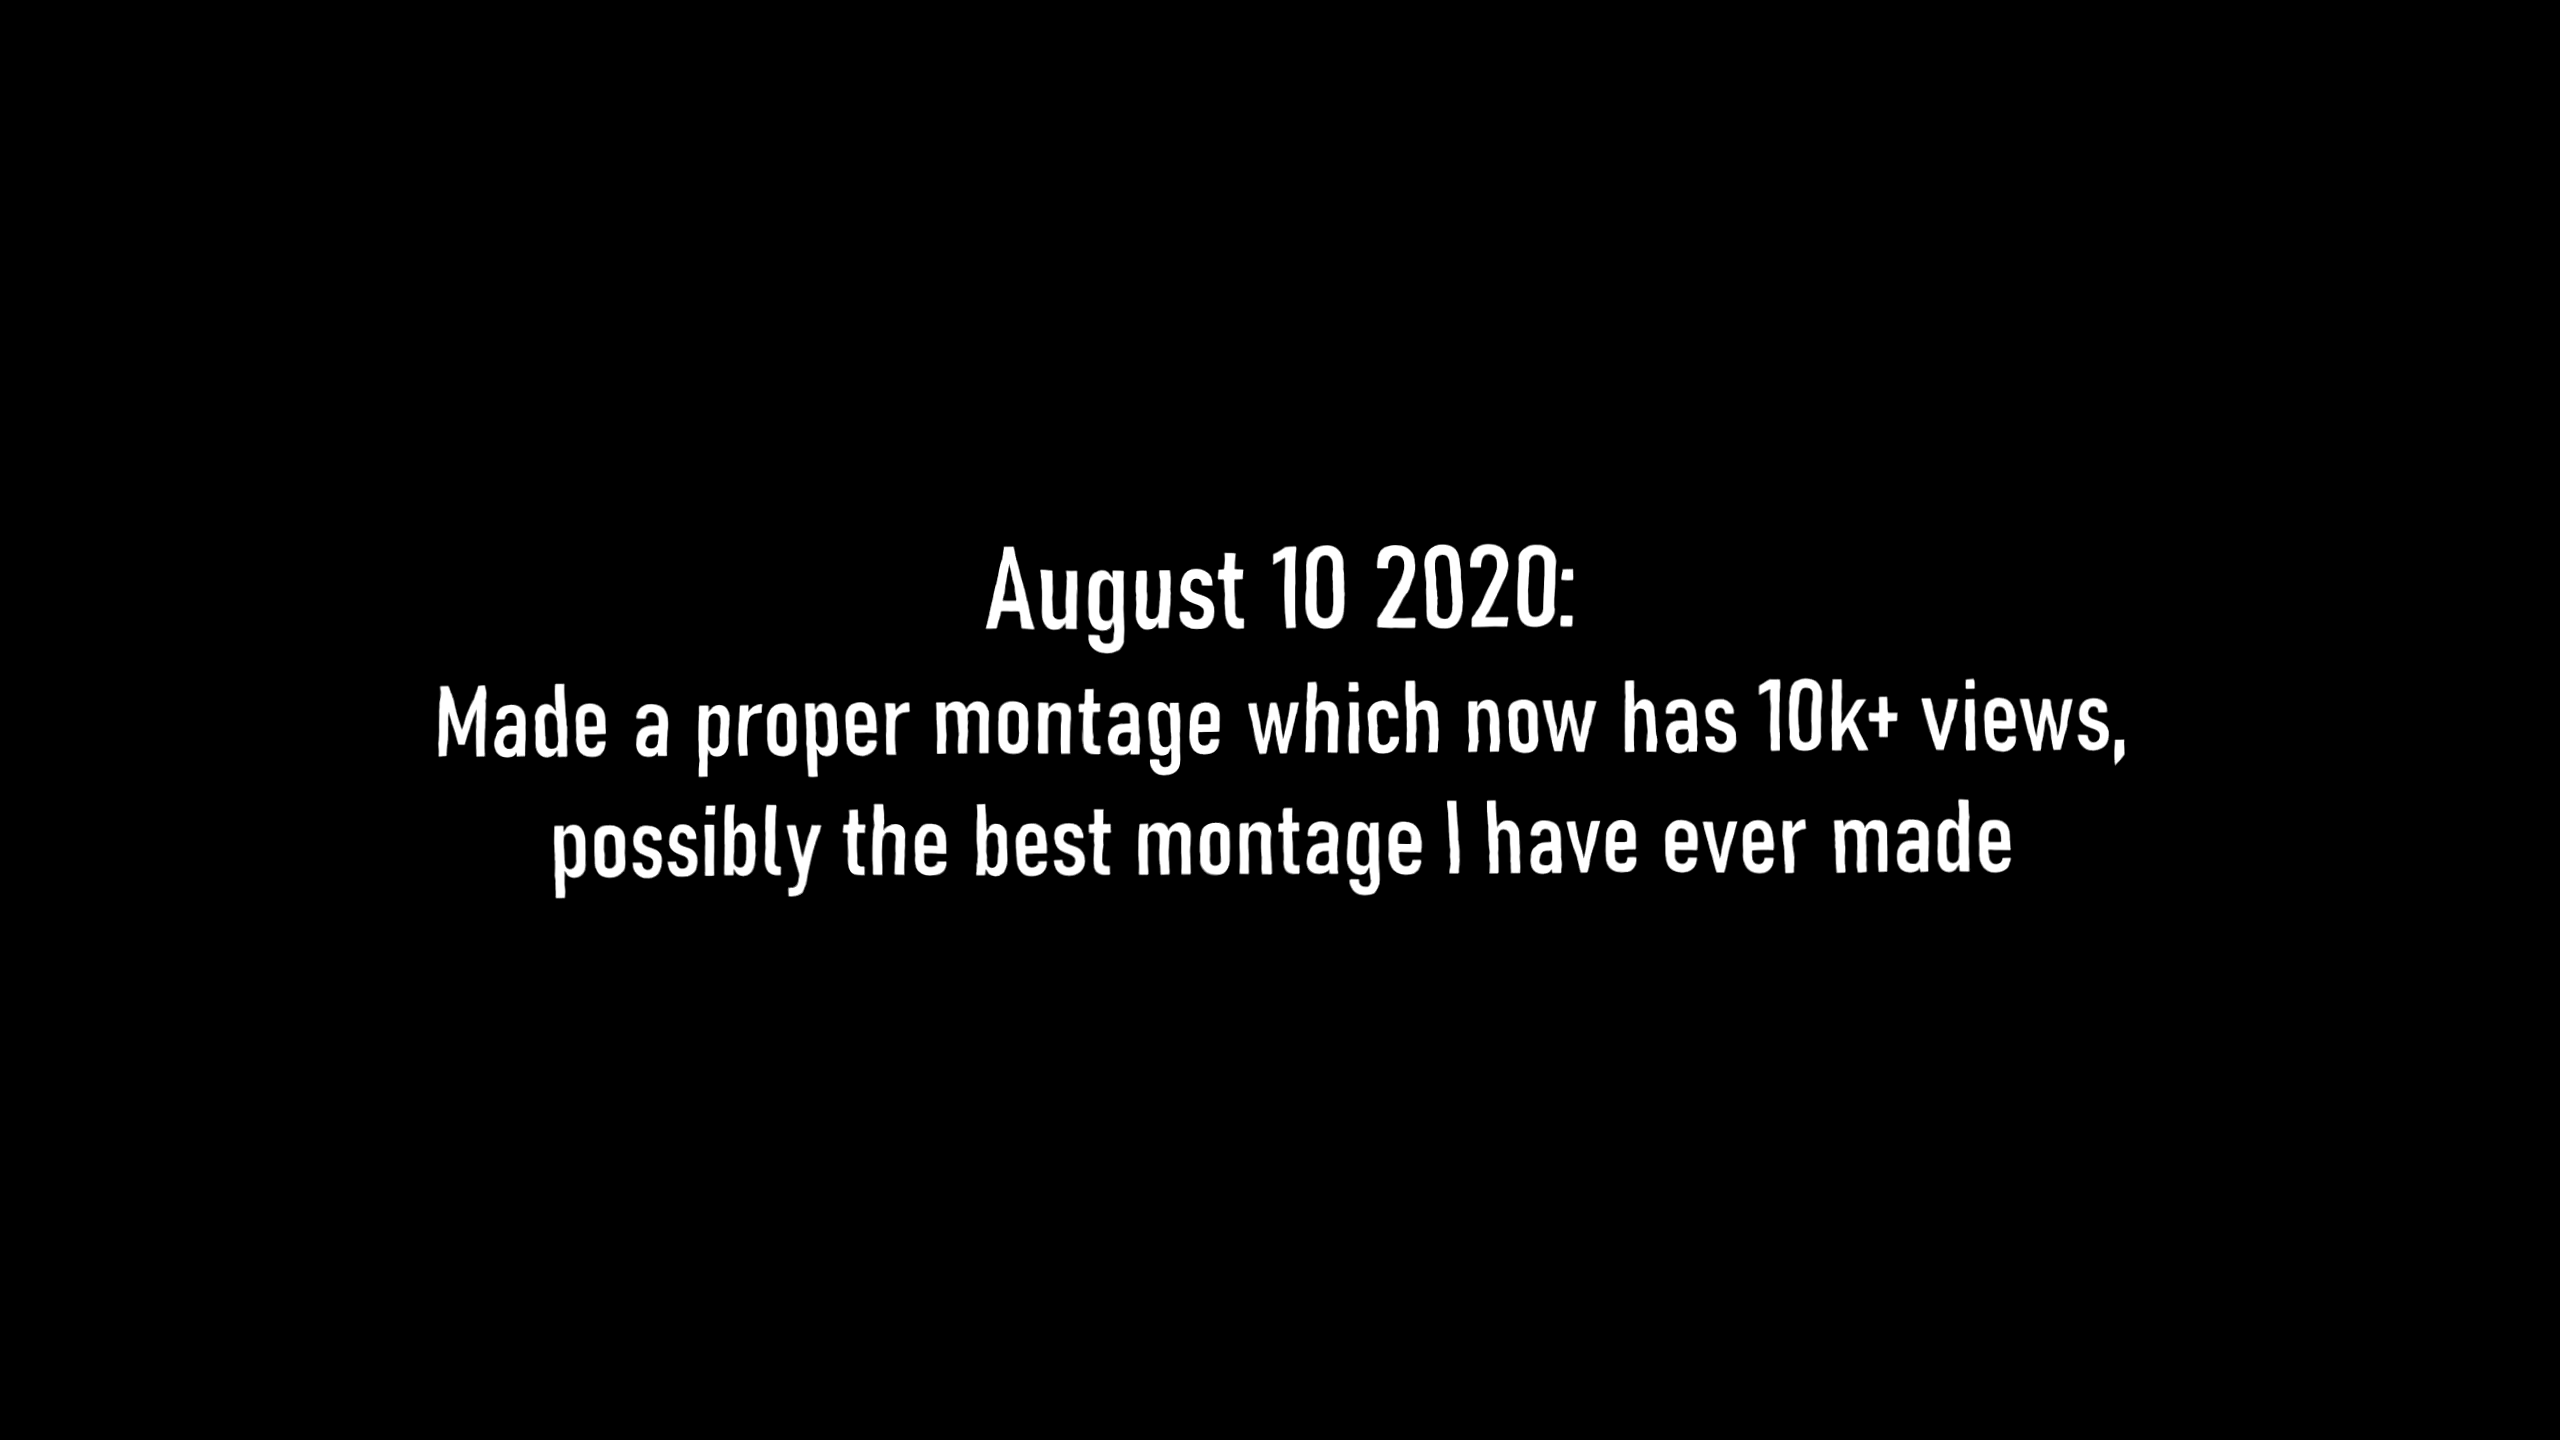 August 10 2020:
Made a proper montage which now has 10k+ views,
possibly the best montage I have ever made